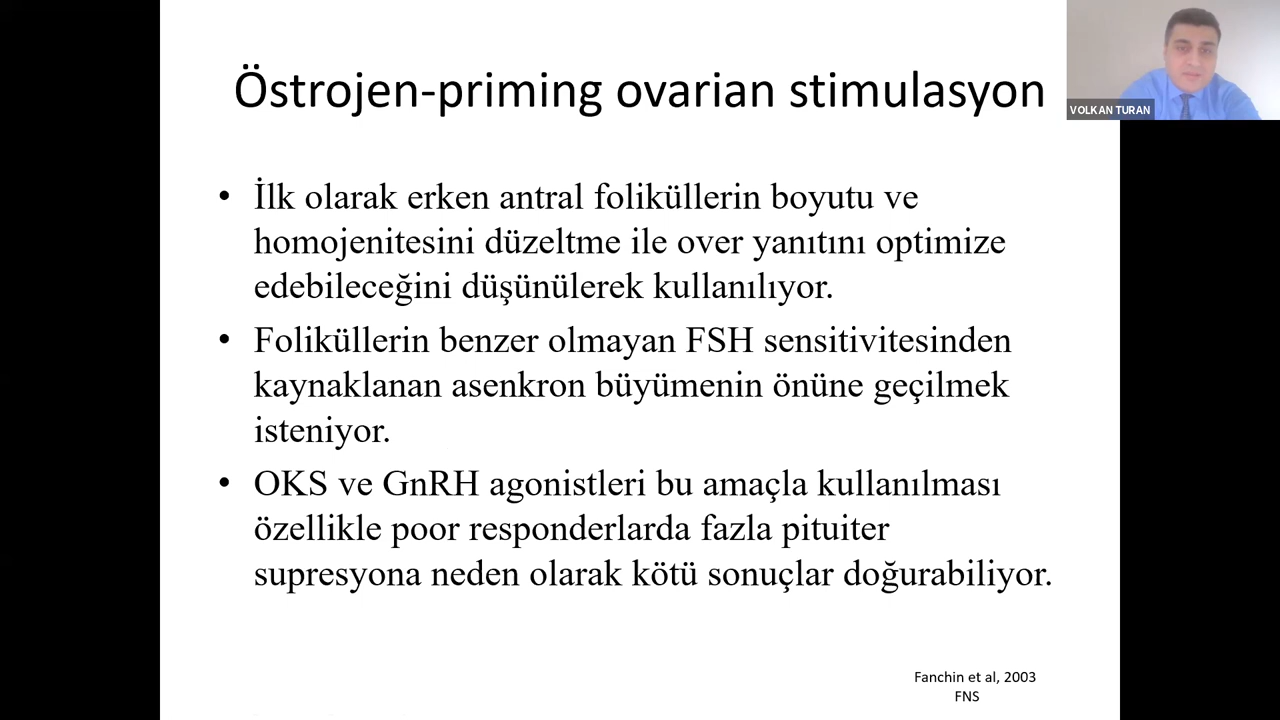 Östrojen-priming ovarian stimulasyon
VOLKAN TURAN
• İlk olarak erken antral foliküllerin boyutu ve
homojenitesini düzeltme ile over yanıtını optimize
edebileceğini düşünülerek kullanılıyor.
• Foliküllerin benzer olmayan FSH sensitivitesinden
kaynaklanan asenkron büyümenin önüne geçilmek
isteniyor.
• OKS ve GnRH agonistleri bu amaçla kullanılması
özellikle poor responderlarda fazla pituiter
supresyona neden olarak kötü sonuçlar doğurabiliyor.
Fanchin et al, 2003
FNS